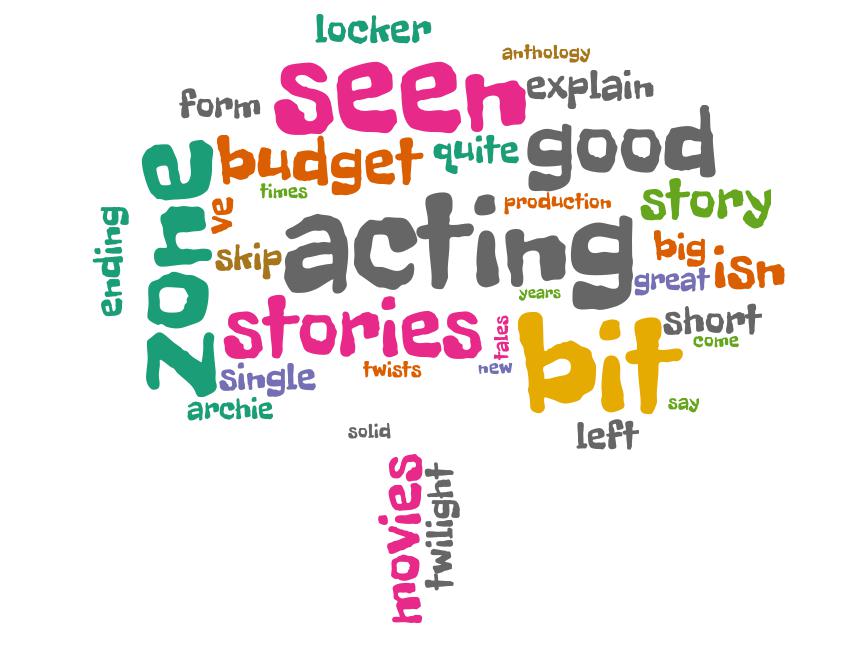 locker
anthology
seen
explain
form
good
budget
quite
zone
times
ve
production
story
ending
acting
skip
big
isn
great
years
stories
tales
short
bit
come
twists
new
single
archie
say
solid
left
movies
twilight